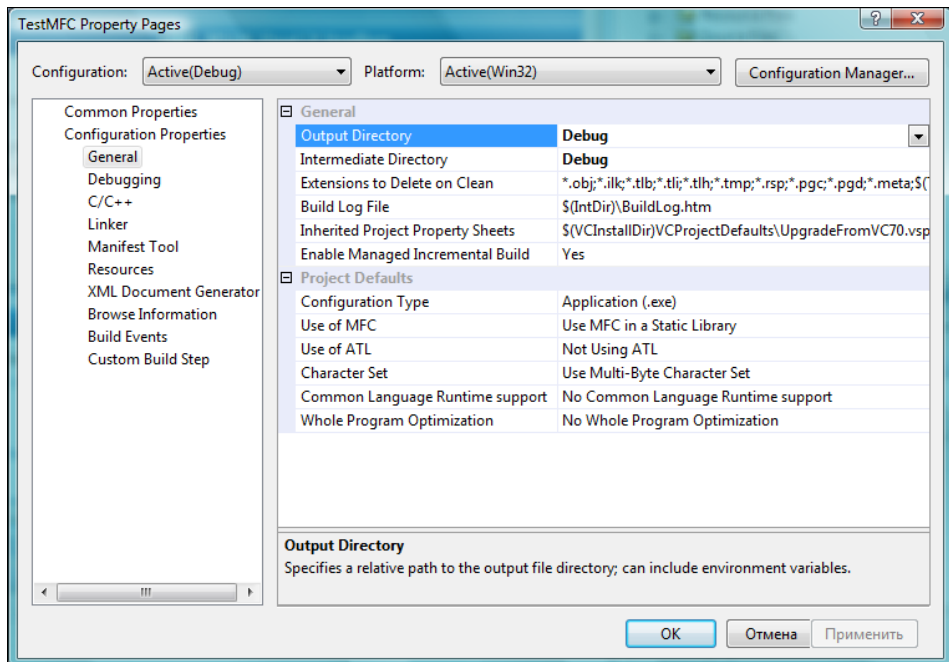 TestMFC Property Pages
Configuration: Active(Debug) Platform: Active(Win32) Configuration Manager...
Common Properties
Configuration Properties
General
Debugging
C/C++
Linker
Manifest Tool
Resources
XML Document Generator
Browse Information
Build Events
Custom Build Step
General
Output Directory Debug
Intermediate Directory Debug
Extensions to Delete on Clean *.obj;*.ilk;*.tlb;*.tli;*.tlh;*.tmp;*.rsp;*.pgc;*.pgd;*.meta;$(
Build Log File $(IntDir)\BuildLog.htm
Inherited Project Property Sheets $(VCInstallDir)VCProjectDefaults\UpgradeFromVC70.vsp
Enable Managed Incremental Build Yes
Project Defaults
Configuration Type Application (.exe)
Use of MFC Use MFC in a Static Library
Use of ATL Not Using ATL
Character Set Use Multi-Byte Character Set
Common Language Runtime support No Common Language Runtime support
Whole Program Optimization No Whole Program Optimization
Output Directory
Specifies a relative path to the output file directory; can include environment variables.
OK Отмена Применить